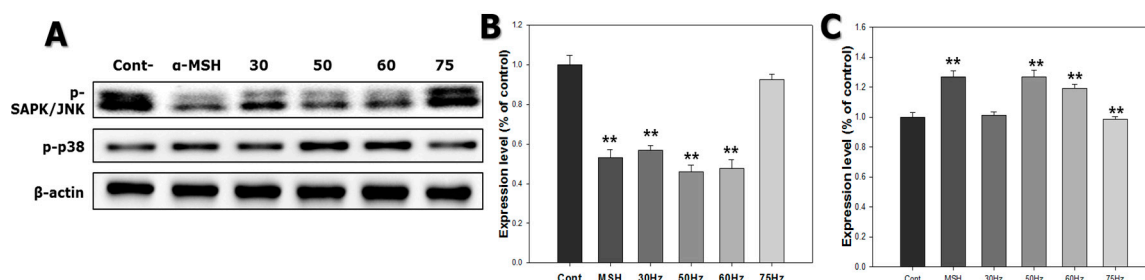 A
Cont- α-MSH 30 50 60 75
p-
SAPK/JNK
p-p38
β-actin
B
Expression level (% of control)
1.2
1.0
0.8
0.6
0.4
0.2
0.0
** ** ** **
Cont MSH 30Hz 50Hz 60Hz 75Hz
C
Expression level (% of control)
1.6
1.4
1.2
1.0
0.8
0.6
0.4
0.2
0.0
** ** ** **
Cont MSH 30Hz 50Hz 60Hz 75Hz